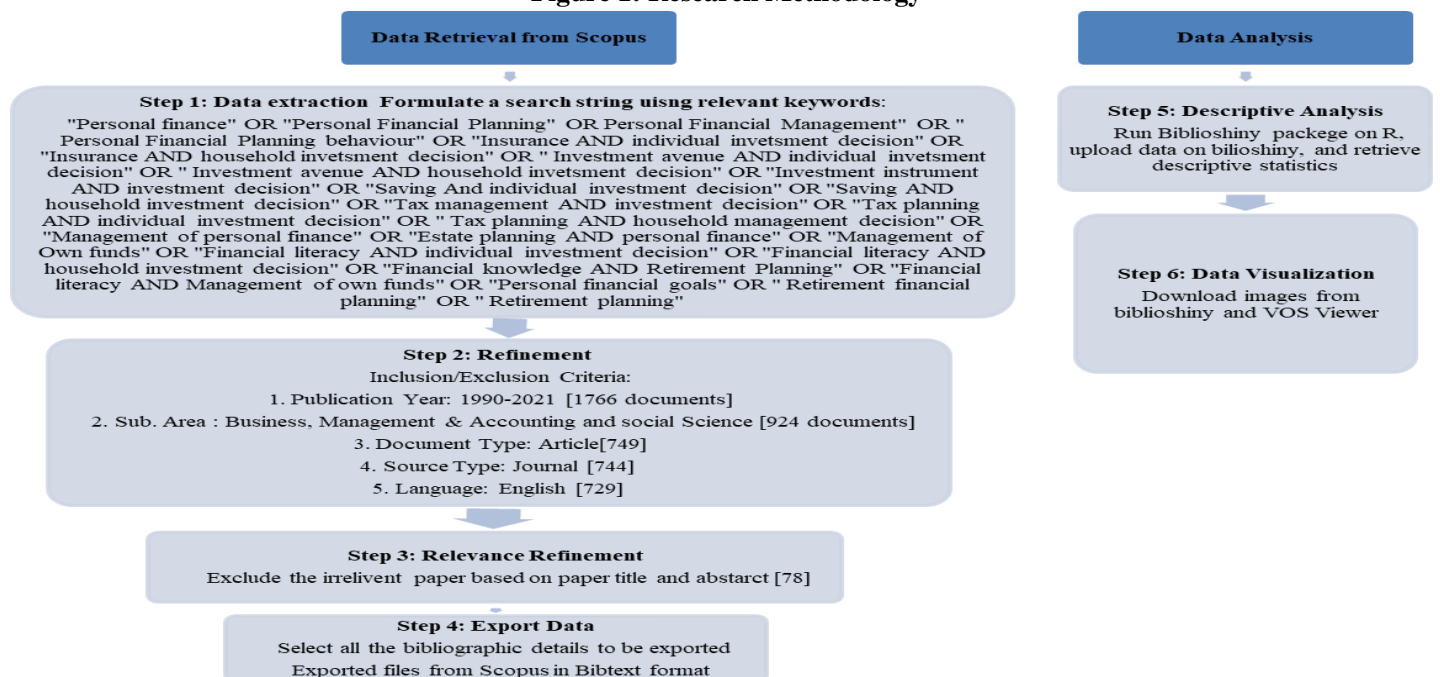 Data Retrieval from Scopus
Step 1: Data extraction Formulate a search string uisng relevant keywords:
"Personal finance" OR "Personal Financial Planning" OR Personal Financial Management" OR "
Personal Financial Planning behaviour" OR "Insurance AND individual invetsment decision" OR
"Insurance AND household invetsment decision" OR " Investment avenue AND individual invetsment
decision" OR " Investment avenue AND household invetsment decision" OR "Investment instrument
AND investment decision" OR "Saving And individual investment decision" OR "Saving AND
household investment decision" OR "Tax management AND investment decision" OR "Tax planning
AND individual investment decision" OR " Tax planning AND household management decision" OR
"Management of personal finance" OR "Estate planning AND personal finance" OR "Management of
Own funds" OR "Financial literacy AND individual investment decision" OR "Financial literacy AND
household investment decision" OR "Financial knowledge AND Retirement Planning" OR "Financial
literacy AND Management of own funds" OR "Personal financial goals" OR " Retirement financial
planning" OR " Retirement planning"
Step 2: Refinement
Inclusion/Exclusion Criteria:
1. Publication Year: 1990-2021 [1766 documents]
2. Sub. Area : Business, Management & Accounting and social Science [924 documents]
3. Document Type: Article[749]
4. Source Type: Journal [744]
5. Language: English [729]
Step 3: Relevance Refinement
Exclude the irrelivent paper based on paper title and abstarct [78]
Step 4: Export Data
Select all the bibliographic details to be exported
Exported files from Scopus in Bibtext format
Data Analysis
Step 5: Descriptive Analysis
Run Biblioshiny packege on R,
upload data on bilioshiny, and retrieve
descriptive statistics
Step 6: Data Visualization
Download images from
biblioshiny and VOS Viewer